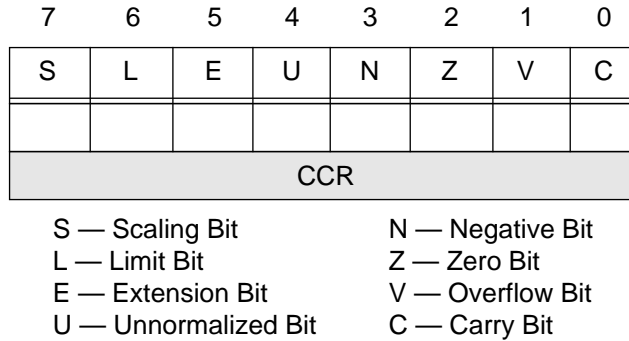 7 6 5 4 3 2 1 0
S L E U N Z V C
CCR
S — Scaling Bit N — Negative Bit
L — Limit Bit Z — Zero Bit
E — Extension Bit V — Overflow Bit
U — Unnormalized Bit C — Carry Bit